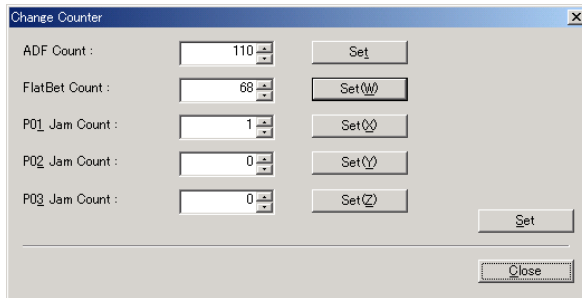 Change Counter
ADF Count : 110 Set
FlatBet Count : 68 Set(W)
P01 Jam Count : 1 Set(X)
P02 Jam Count : 0 Set(Y)
P03 Jam Count : 0 Set(Z)
Set
Close